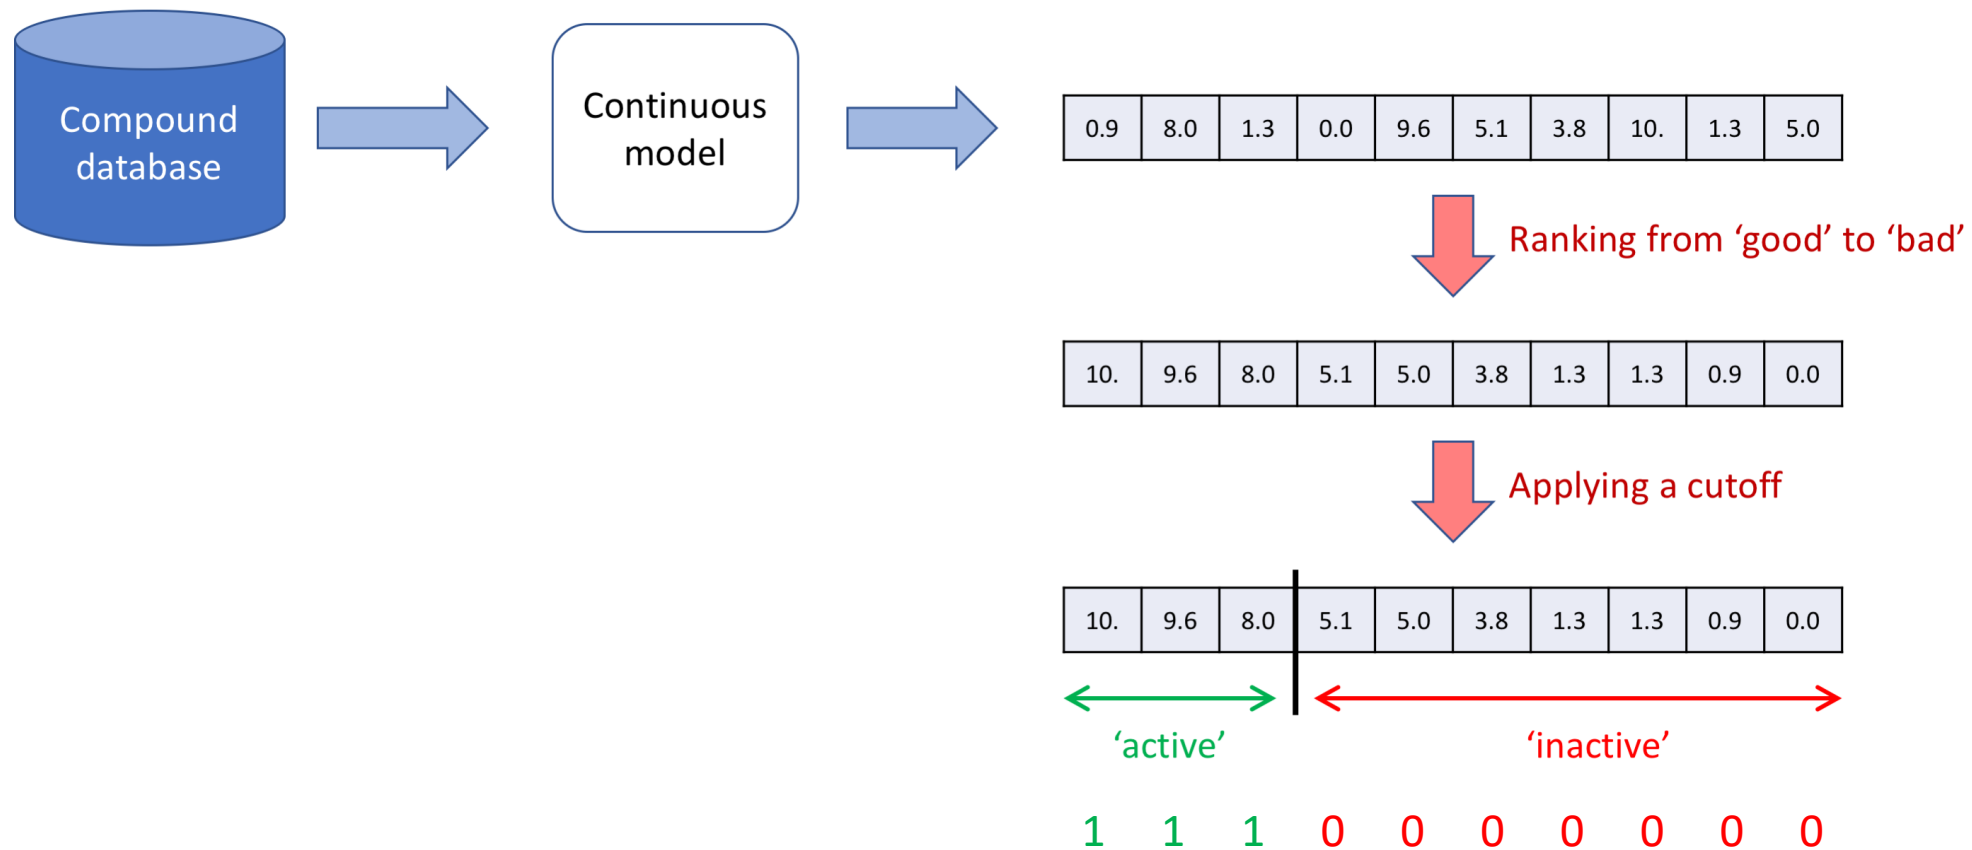 Compound
database
Continuous
model
0.9 8.0 1.3 0.0 9.6 5.1 3.8 10. 1.3 5.0
Ranking from ‘good’ to ‘bad’
10. 9.6 8.0 5.1 5.0 3.8 1.3 1.3 0.9 0.0
Applying a cutoff
10. 9.6 8.0 5.1 5.0 3.8 1.3 1.3 0.9 0.0
‘active’ ‘inactive’
1 1 1 0 0 0 0 0 0 0